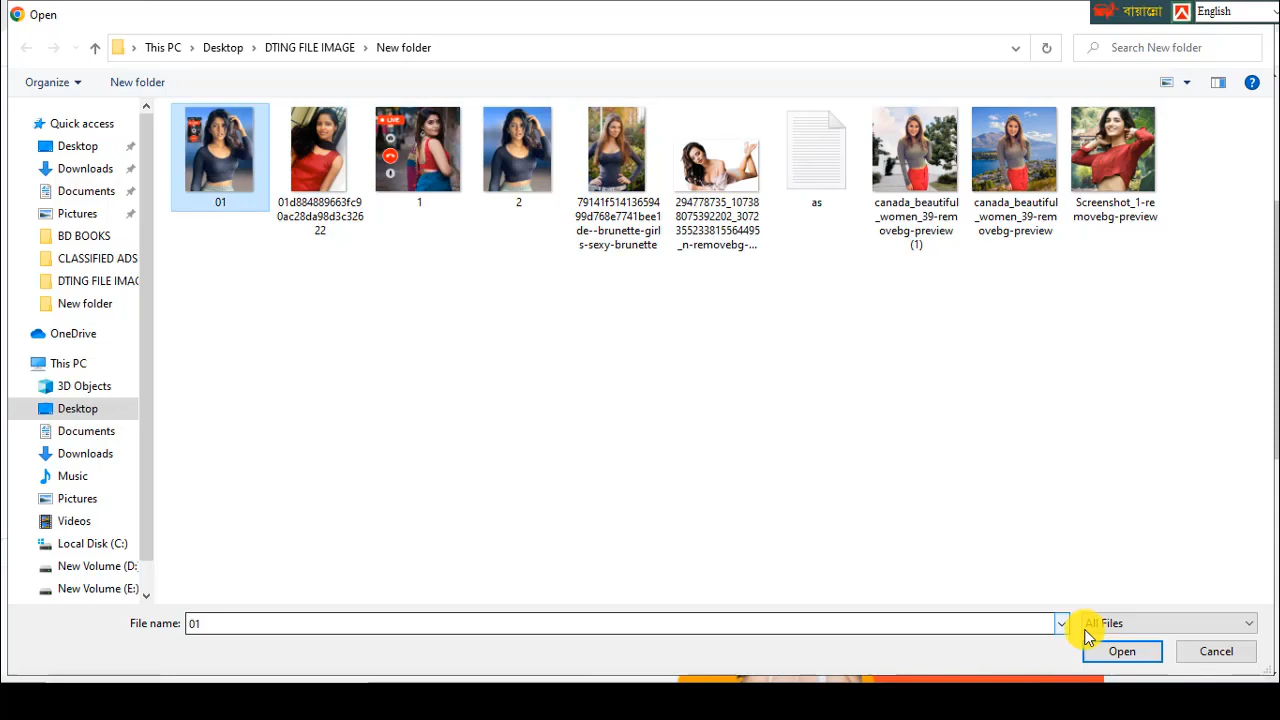 Open
বায়ান্নো
English
This PC
Desktop
DTING FILE IMAGE
New folder
Search New folder
Organize
New folder
Quick access
Desktop
Downloads
Documents
Pictures
BD BOOKS
CLASSIFIED ADS
DTING FILE IMAG
New folder
OneDrive
This PC
3D Objects
Desktop
Documents
Downloads
Music
Pictures
Videos
Local Disk (C:)
New Volume (D:
New Volume (E:)
01
01d884889663fc9
0ac28da98d3c326
22
LIVE
1
2
79141f514136594
99d768e7741bee1
de--brunette-girl
s-sexy-brunette
294778735_10738
8075392202_3072
355233815564495
_n-removebg-...
as
canada_beautiful
_women_39-rem
ovebg-preview
(1)
canada_beautiful
_women_39-rem
ovebg-preview
Screenshot_1-re
movebg-preview
File name:
01
All Files
Open
Cancel